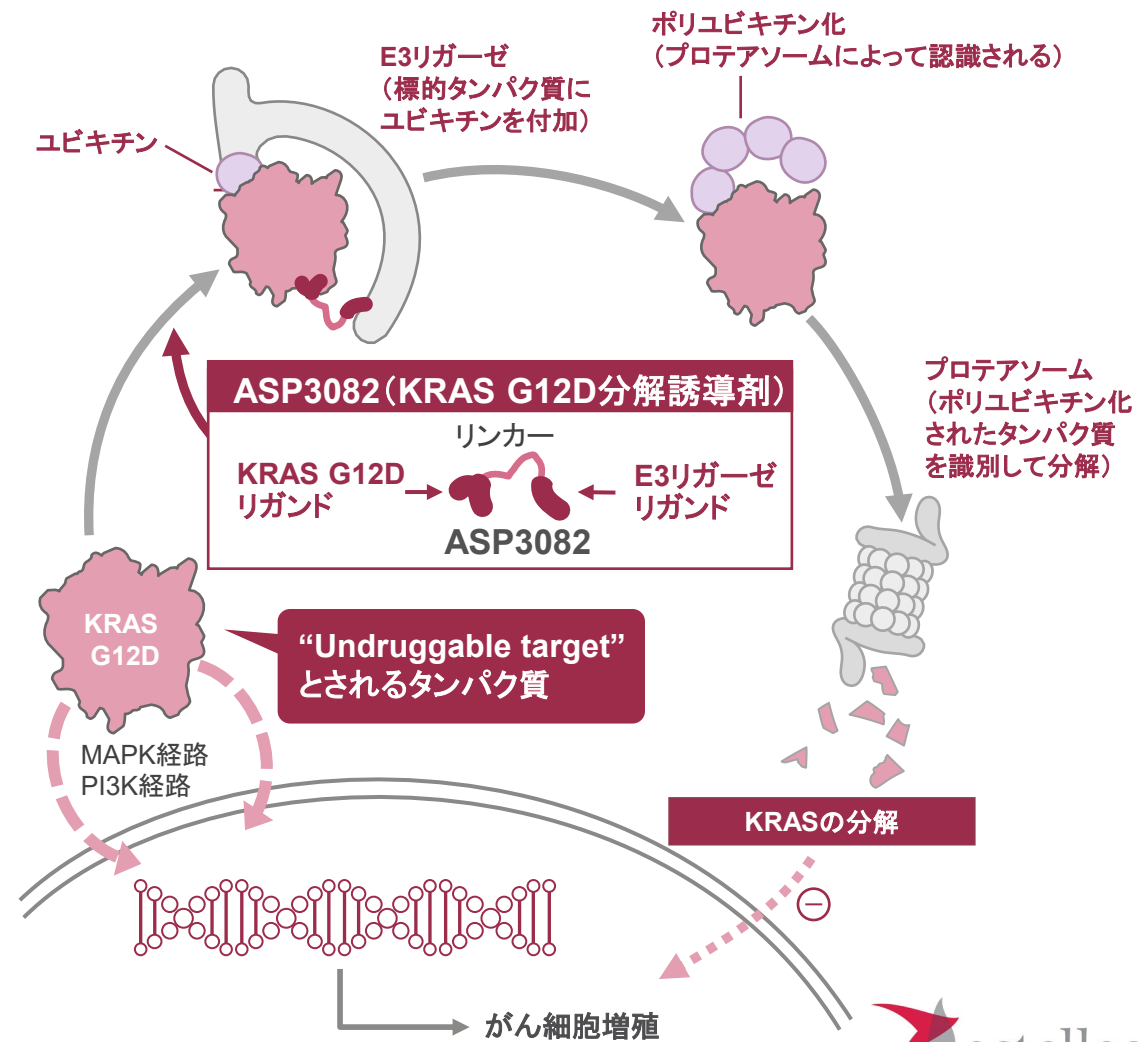 ポリユビキチン化
（プロテアソームによって認識される）
E3リガーゼ
（標的タンパク質に
ユビキチンを付加）
ユビキチン
プロテアソーム
（ポリユビキチン化
されたタンパク質
を識別して分解）
ASP3082（KRAS G12D分解誘導剤）
リンカー
KRAS G12D
リガンド
E3リガーゼ
リガンド
ASP3082
KRAS
G12D
“Undruggable target”
とされるタンパク質
MAPK経路
PI3K経路
KRASの分解
−
がん細胞増殖